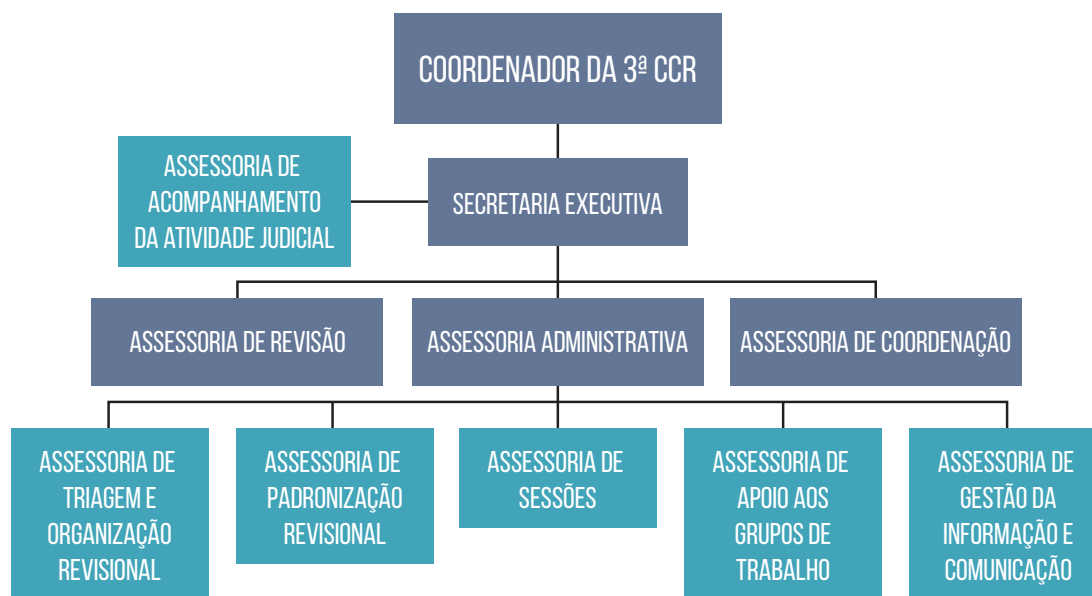 COORDENADOR DA 3ª CCR
ASSESSORIA DE
ACOMPANHAMENTO
DA ATIVIDADE JUDICIAL
SECRETARIA EXECUTIVA
ASSESSORIA DE REVISÃO
ASSESSORIA ADMINISTRATIVA
ASSESSORIA DE COORDENAÇÃO
ASSESSORIA DE
TRIAGEM E
ORGANIZAÇÃO
REVISIONAL
ASSESSORIA DE
PADRONIZAÇÃO
REVISIONAL
ASSESSORIA DE
SESSÕES
ASSESSORIA DE
APOIO AOS
GRUPOS DE
TRABALHO
ASSESSORIA DE
GESTÃO DA
INFORMAÇÃO E
COMUNICAÇÃO